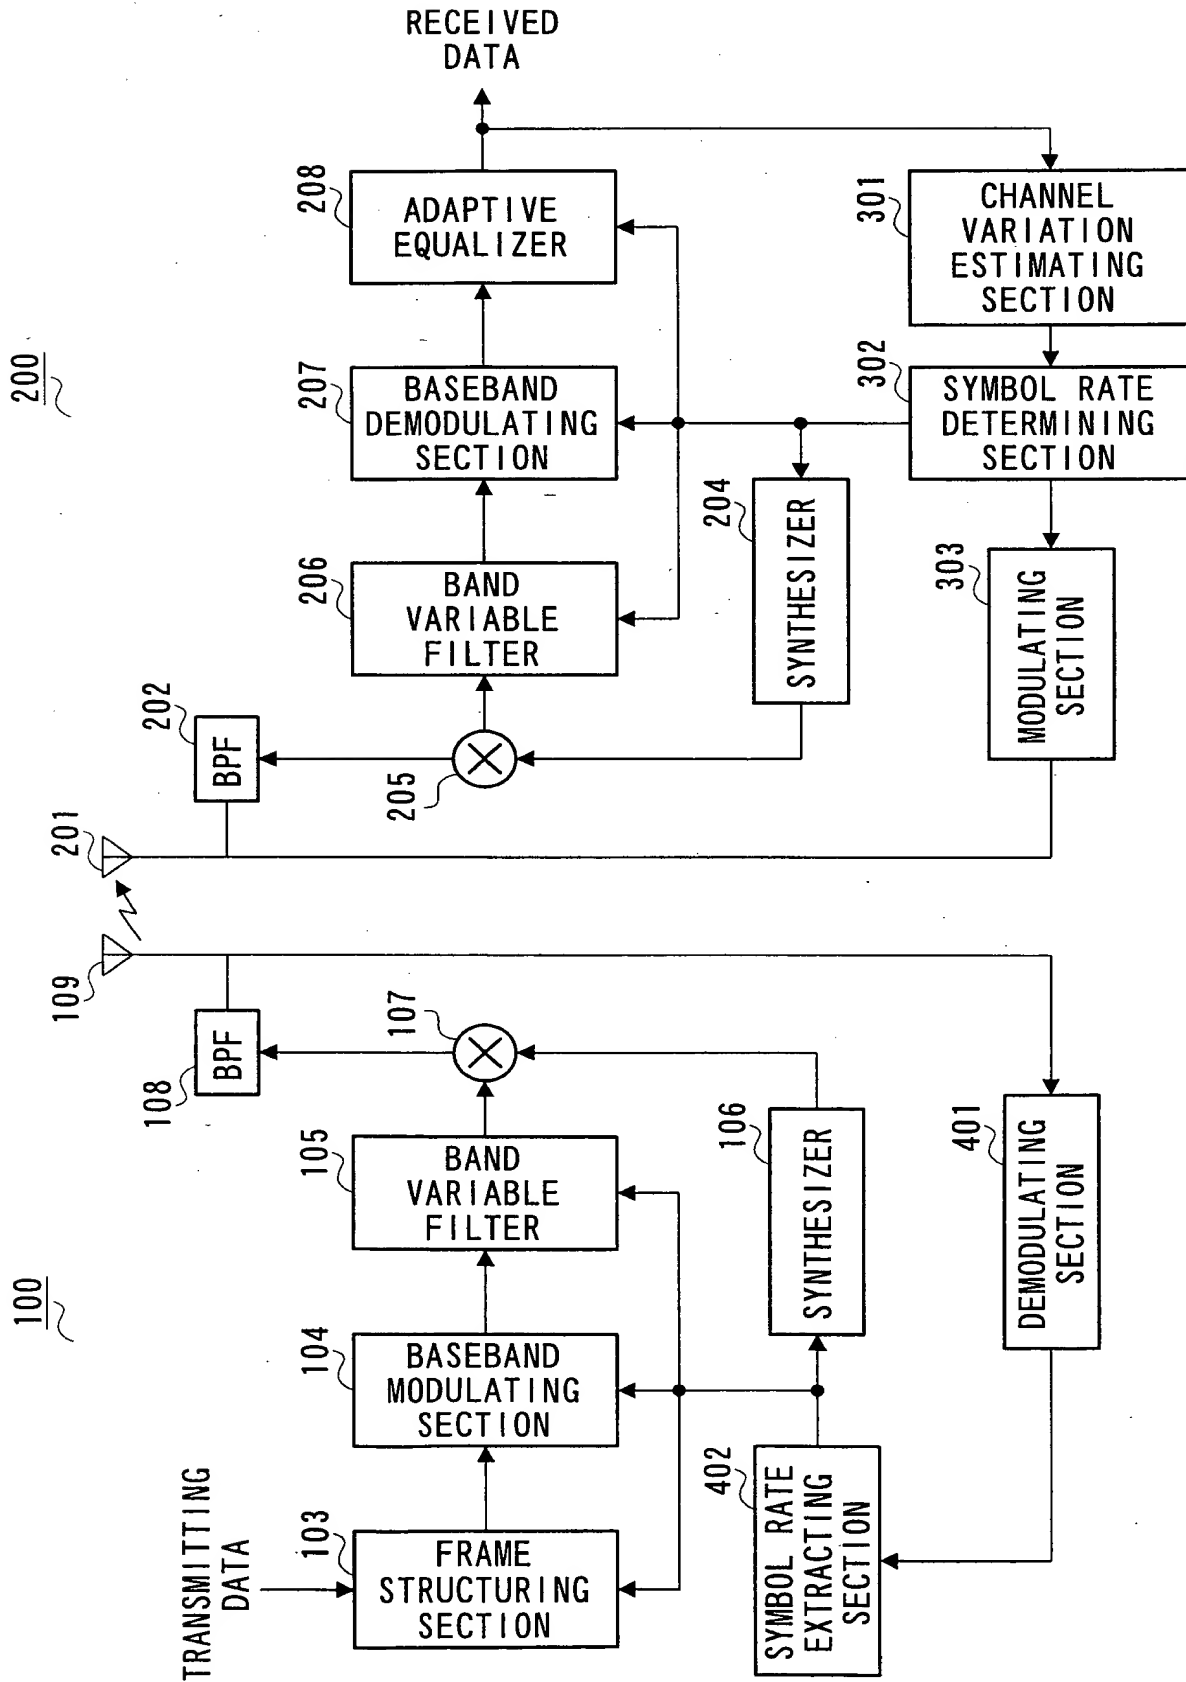 100
TRANSMITTING
DATA
103
FRAME
STRUCTURING
SECTION
104
BASEBAND
MODULATING
SECTION
105
BAND
VARIABLE
FILTER
107
108
BPF
109
106
SYNTHESIZER
402
SYMBOL RATE
EXTRACTING
SECTION
401
DEMODULATING
SECTION
200
201
202
BPF
205
206
BAND
VARIABLE
FILTER
207
BASEBAND
DEMODULATING
SECTION
208
ADAPTIVE
EQUALIZER
RECEIVED
DATA
204
SYNTHESIZER
301
CHANNEL
VARIATION
ESTIMATING
SECTION
302
SYMBOL RATE
DETERMINING
SECTION
303
MODULATING
SECTION